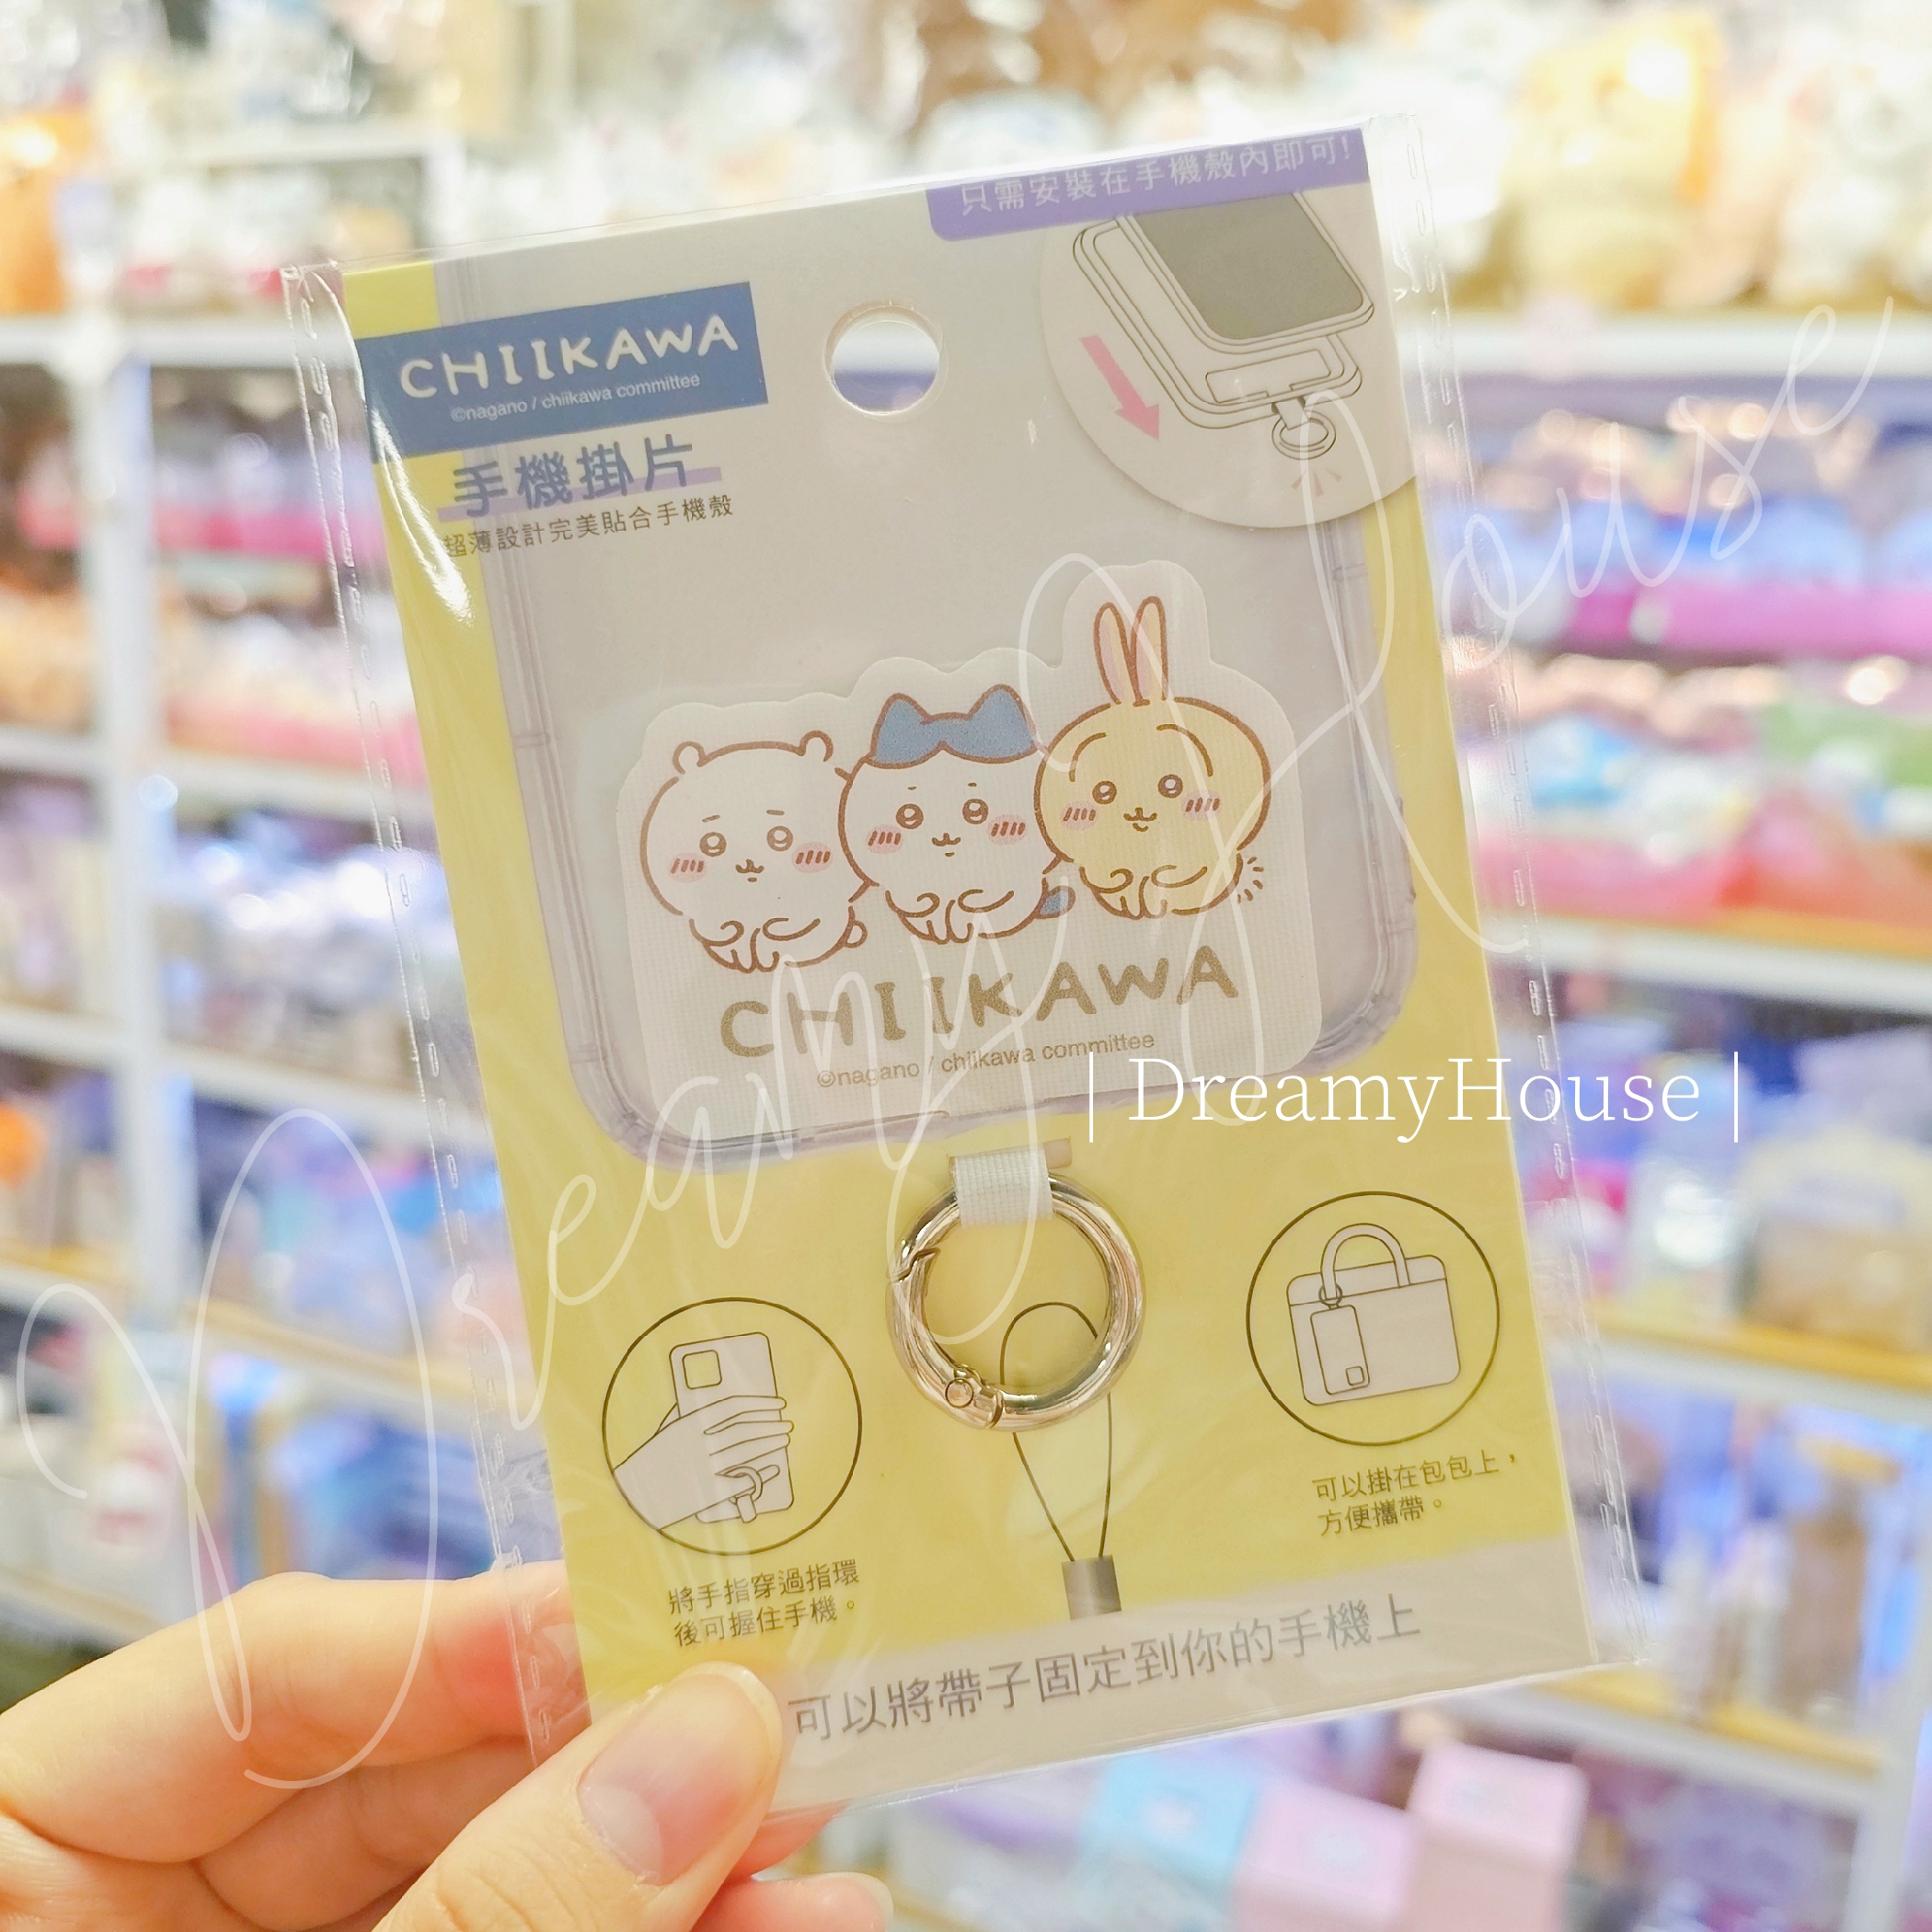 只需安裝在手機殼內即可!
CHIIKAWA
©nagano / chiikawa committee
手機掛片
超薄設計完美貼合手機殼
CHIIKAWA
©nagano / chiikawa committee
| DreamyHouse |
Dreamy House
可以掛在包包上，
方便攜帶。
將手指穿過指環
後可握住手機。
可以將帶子固定到你的手機上